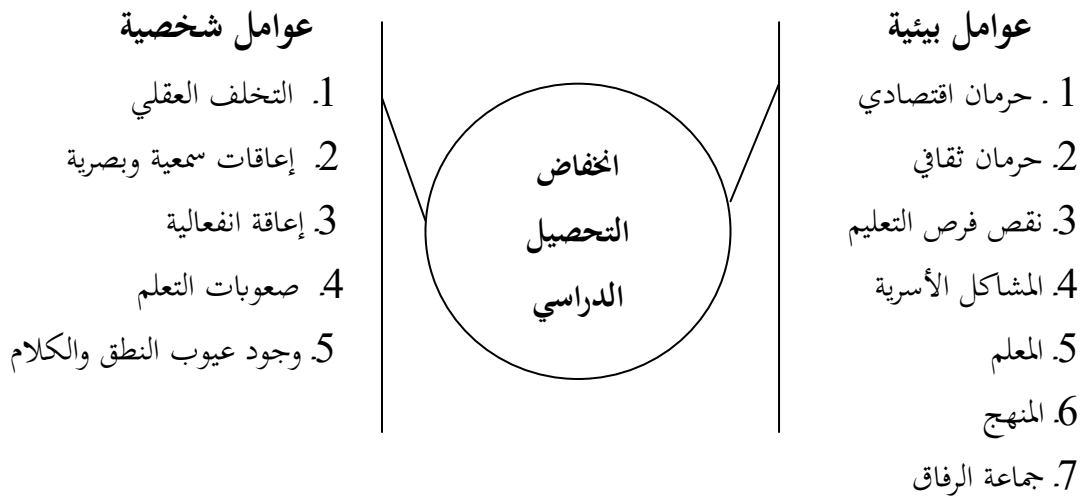 عوامل بيئية
1 . حرمان اقتصادي
2. حرمان ثقافي
3. نقص فرص التعليم
4. المشاكل الأسرية
5. المعلم
6. المنهج
7. جماعة الرفاق
انخفاض
التحصيل
الدراسي
عوامل شخصية
1. التخلف العقلي
2. إعاقات سمعية وبصرية
3. إعاقة انفعالية
4. صعوبات التعلم
5. وجود عيوب النطق والكلام